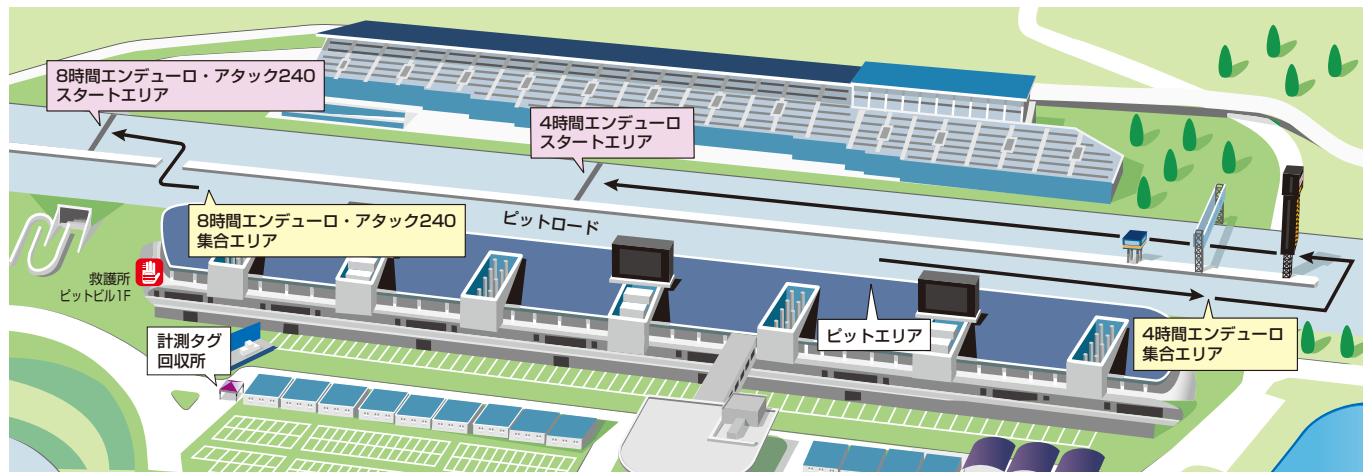 8時間エンデューロ・アタック240
スタートエリア
4時間エンデューロ
スタートエリア
8時間エンデューロ・アタック240
集合エリア
ピットロード
救護所
ピットビル1F
計測タグ
回収所
ピットエリア
4時間エンデューロ
集合エリア